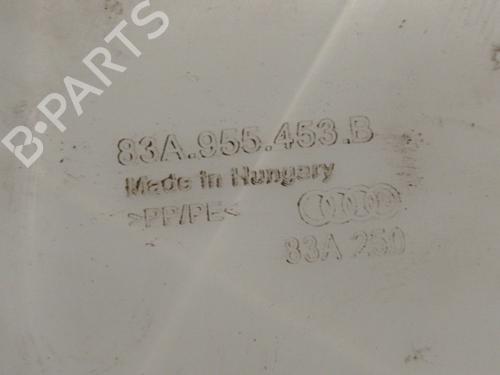 B-PARTS
83A.955.453.B
Made in Hungary
>PP/PE<
83A 250